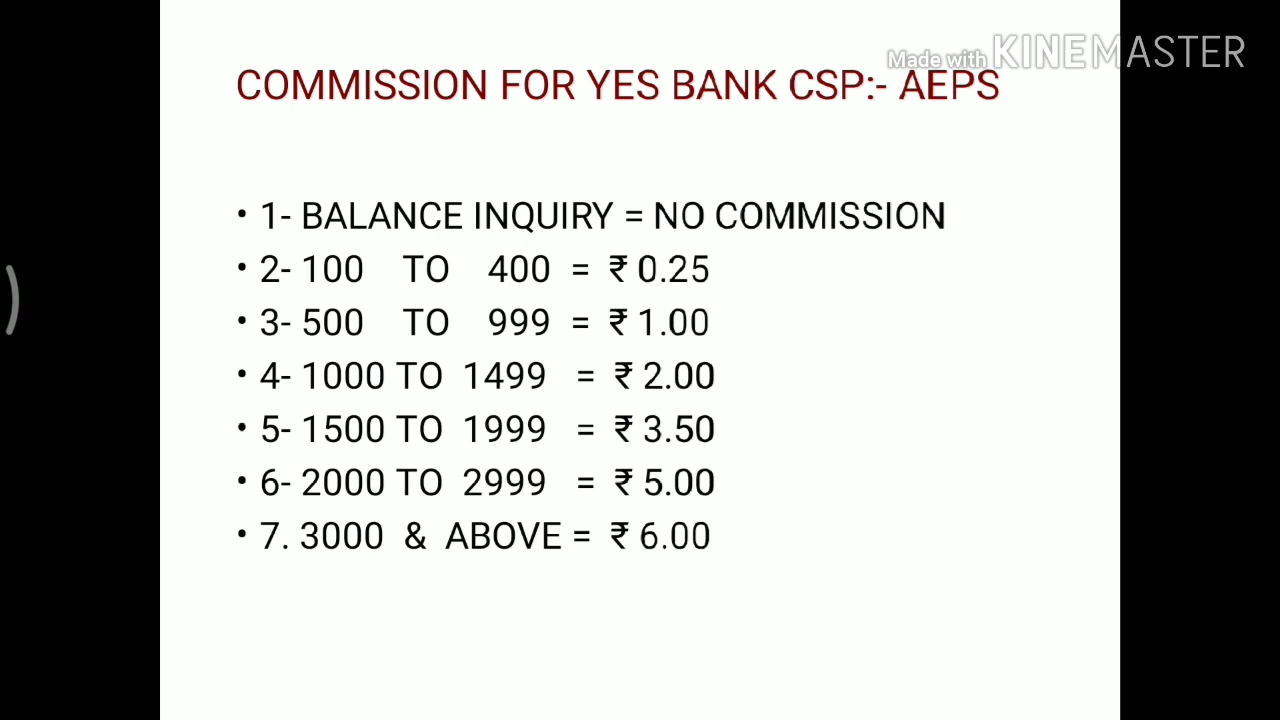 Made with KINEMASTER
COMMISSION FOR YES BANK CSP:- AEPS
• 1- BALANCE INQUIRY = NO COMMISSION
• 2- 100 TO 400 = ₹ 0.25
• 3- 500 TO 999 = ₹ 1.00
• 4- 1000 TO 1499 = ₹ 2.00
• 5- 1500 TO 1999 = ₹ 3.50
• 6- 2000 TO 2999 = ₹ 5.00
• 7. 3000 & ABOVE = ₹ 6.00